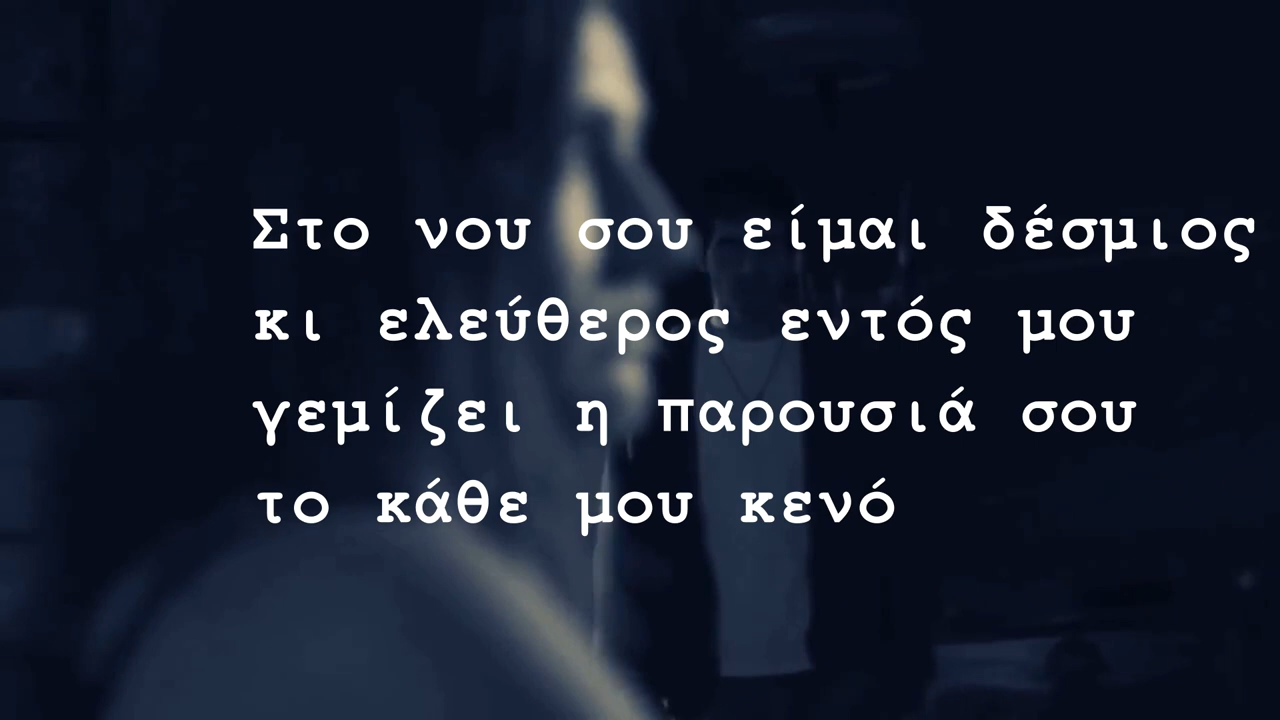 Στο νου σου είμαι δέσμιος
κι ελεύθερος εντός μου
γεμίζει η παρουσιά σου
το κάθε μου κενό